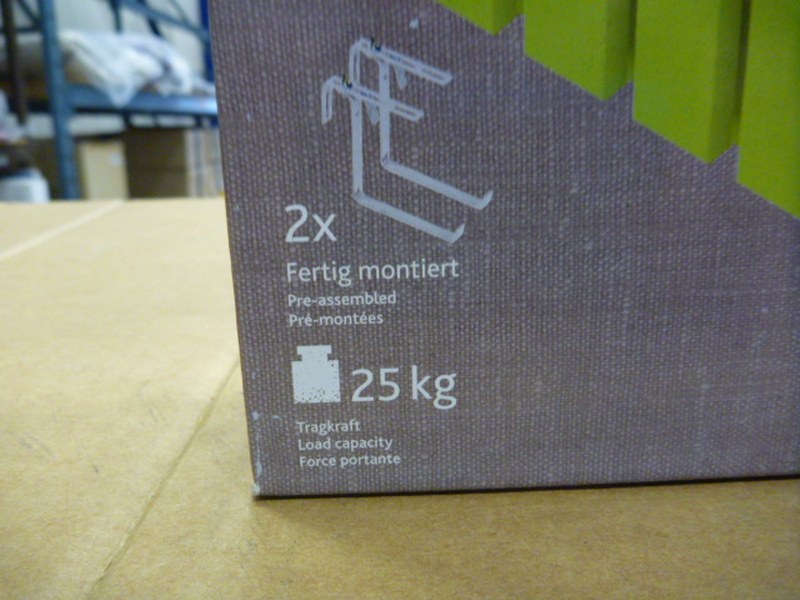 2x
Fertig montiert
Pre-assembled
Pré-montées
25 kg
Tragkraft
Load capacity
Force portante